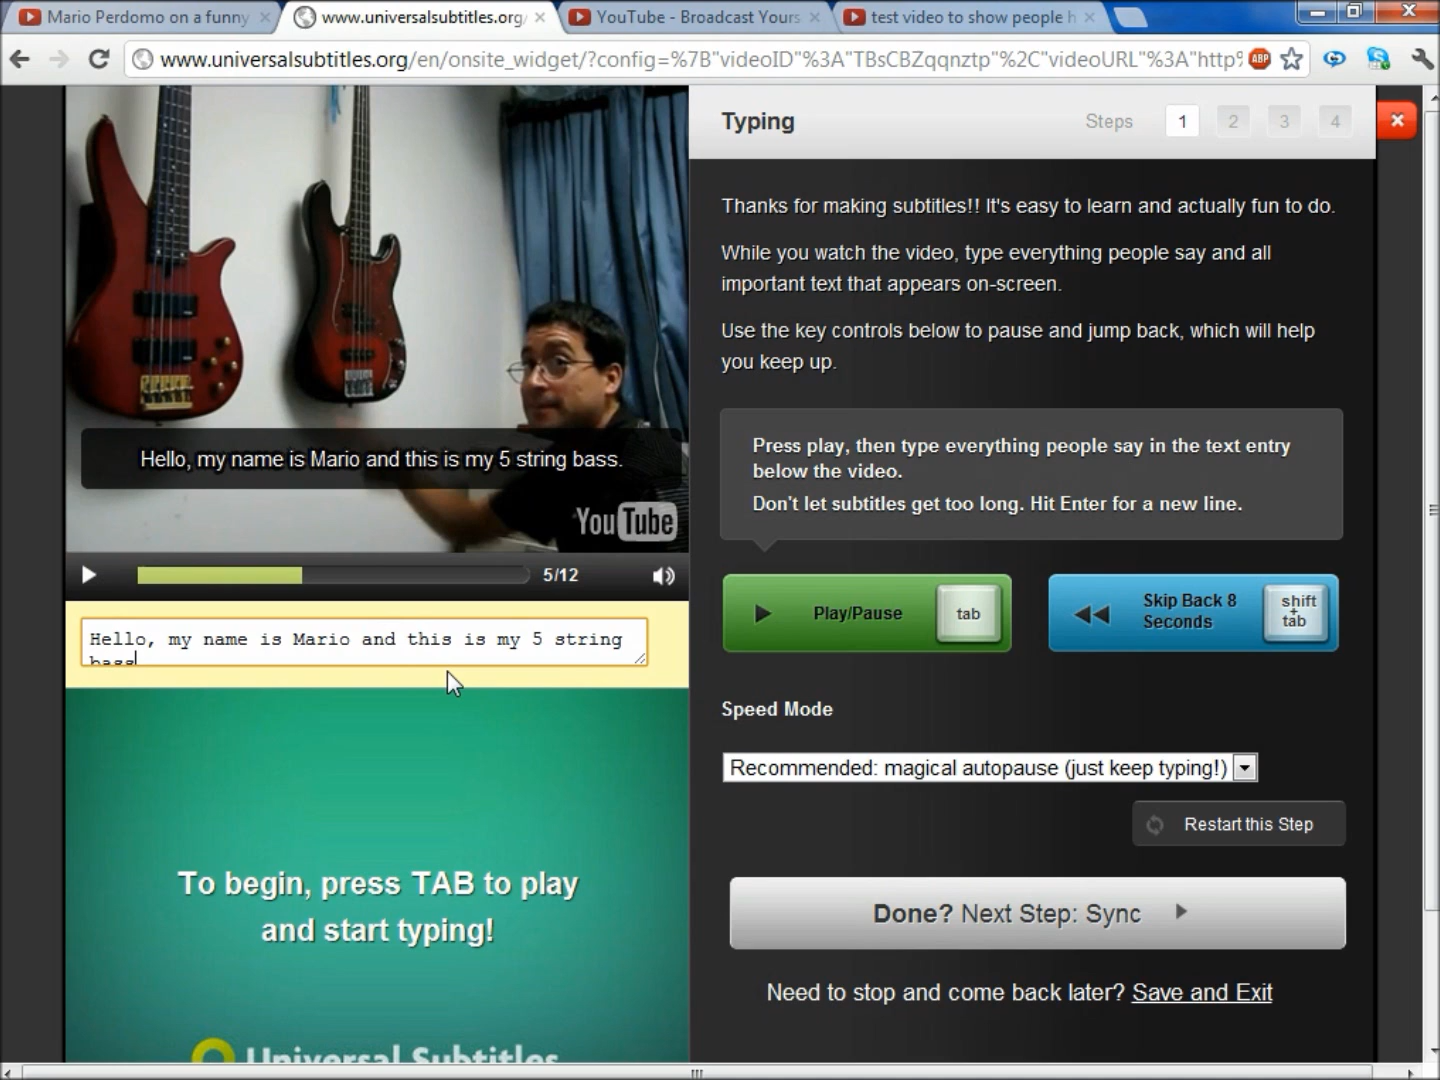 Mario Perdomo on a funny
www.universalsubtitles.org
YouTube - Broadcast Yours
test video to show people h
www.universalsubtitles.org/en/onsite_widget/?config=%7B"videoID"%3A"TBsCBZqqnztp"%2C"videoURL"%3A"http%
ABP
Typing
Steps 1 2 3 4
Thanks for making subtitles!! It's easy to learn and actually fun to do.
While you watch the video, type everything people say and all
important text that appears on-screen.
Use the key controls below to pause and jump back, which will help
you keep up.
Press play, then type everything people say in the text entry
below the video.
Don't let subtitles get too long. Hit Enter for a new line.
Hello, my name is Mario and this is my 5 string bass.
YouTube
5/12
Play/Pause
tab
Skip Back 8
Seconds
shift
+
tab
Hello, my name is Mario and this is my 5 string
bass
Speed Mode
Recommended: magical autopause (just keep typing!)
Restart this Step
Done? Next Step: Sync
Need to stop and come back later? Save and Exit
To begin, press TAB to play
and start typing!
Universal Subtitles